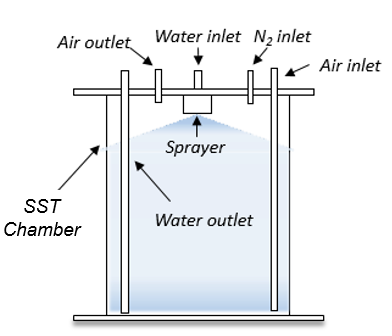 Air outlet
Water inlet
N2 inlet
Air inlet
Sprayer
SST
Chamber
Water outlet